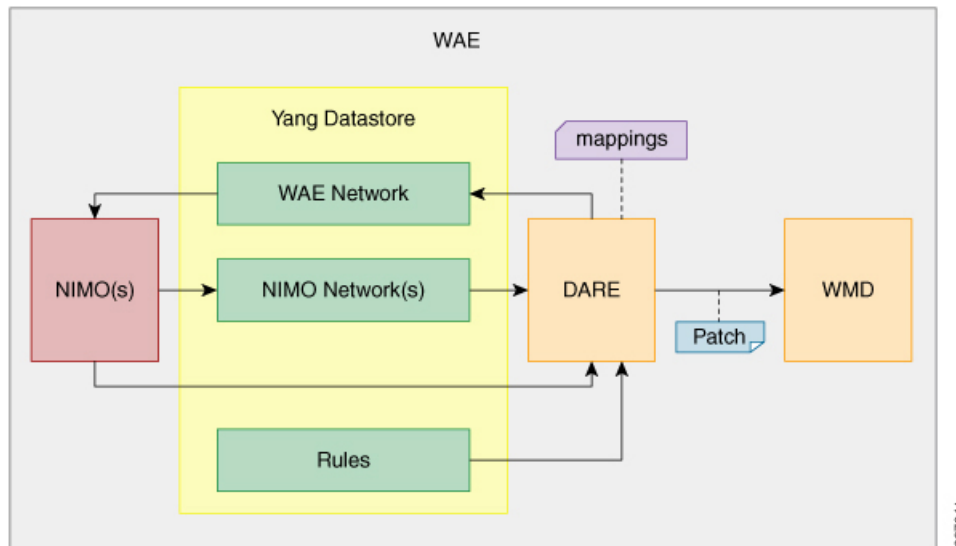 WAE
Yang Datastore
mappings
WAE Network
NIMO(s)
NIMO Network(s)
DARE
WMD
Patch
Rules